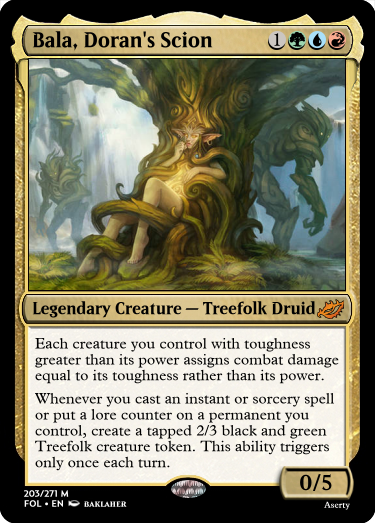 Bala, Doran's Scion 1
Legendary Creature — Treefolk Druid
Each creature you control with toughness
greater than its power assigns combat damage
equal to its toughness rather than its power.
Whenever you cast an instant or sorcery spell
or put a lore counter on a permanent you
control, create a tapped 2/3 black and green
Treefolk creature token. This ability triggers
only once each turn.
0/5
203/271 M
FOL • EN BAKLAHER
Aserty